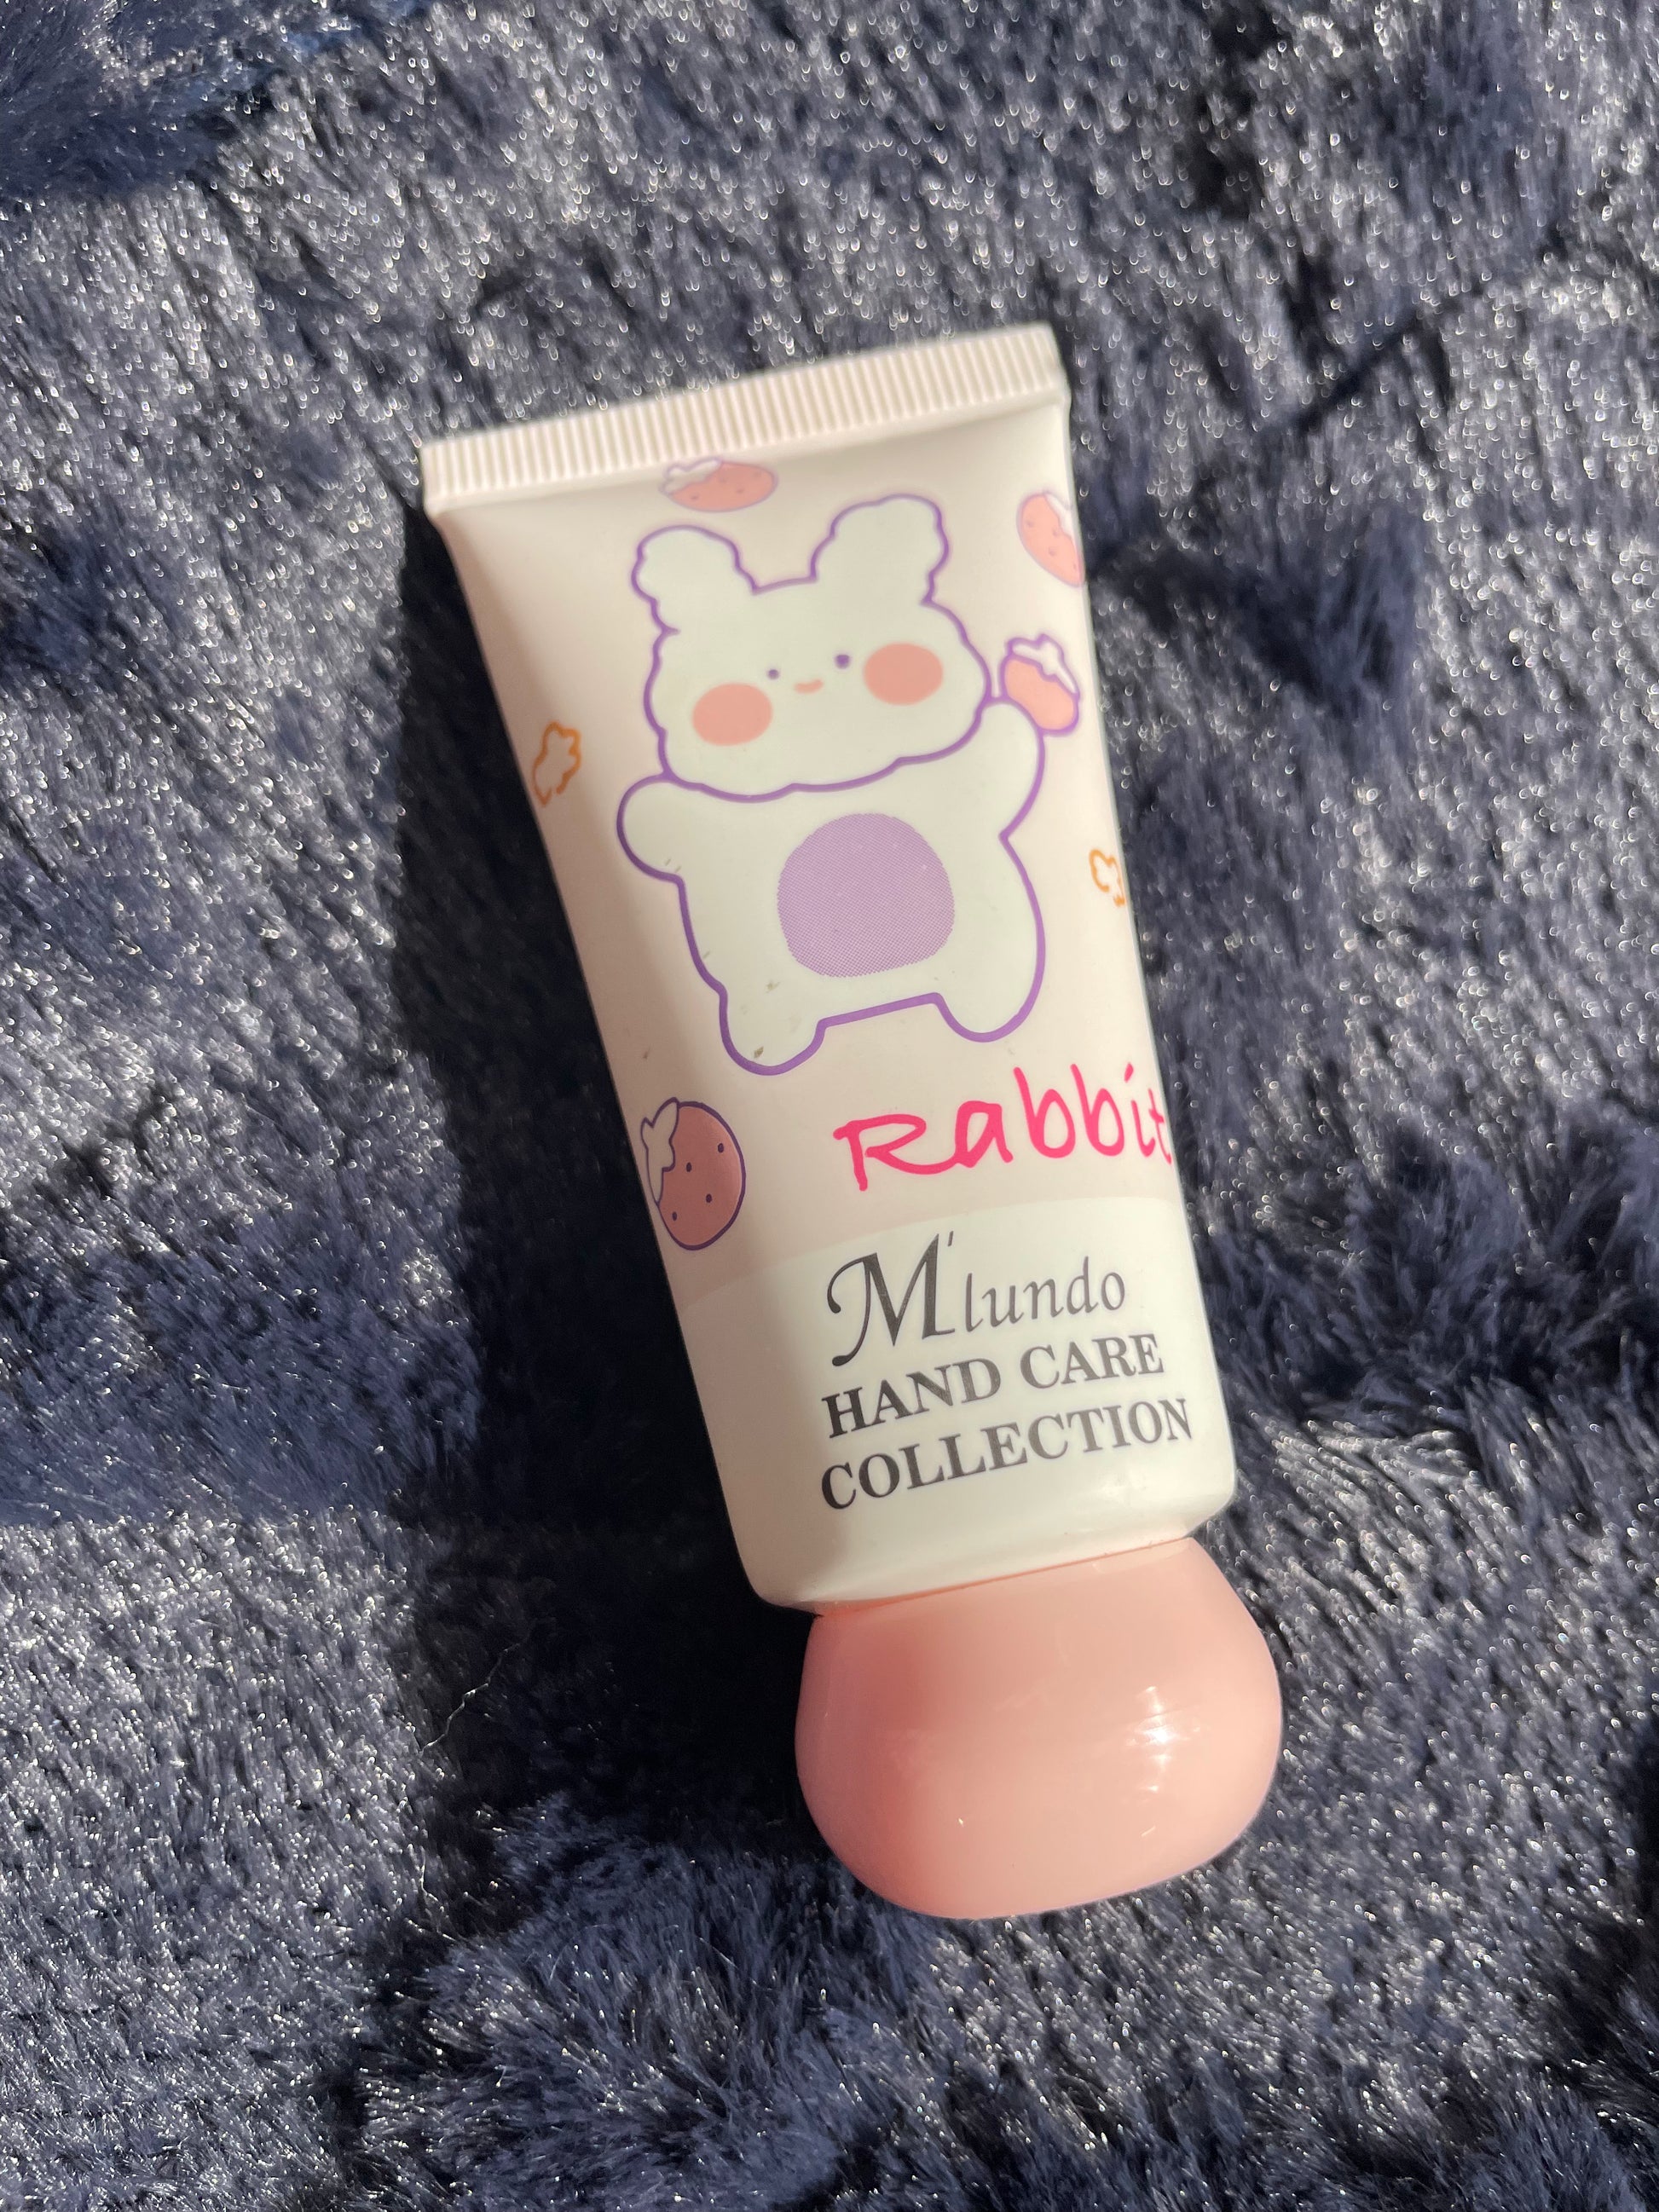 Rabbit
M'lundo
HAND CARE
COLLECTION